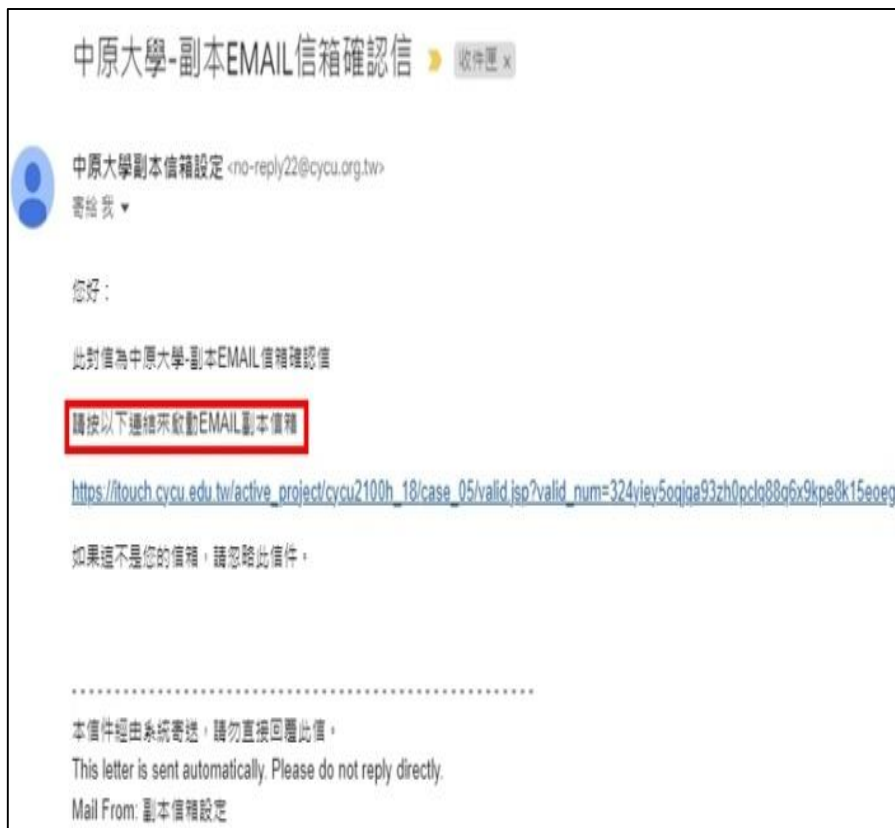 中原大學-副本EMAIL信箱確認信 收件匣 x
中原大學副本信箱設定 <no-reply22@cycu.org.tw>
寄給 我
您好：
此封信為中原大學-副本EMAIL信箱確認信
請按以下連結來啟動EMAIL副本信箱
https://itouch.cycu.edu.tw/active_project/cycu2100h_18/case_05/valid.jsp?valid_num=324yiey5oqjqa93zh0pclq88q6x9kpe8k15eoeg
如果這不是您的信箱，請忽略此信件。
本信件經由系統寄送，請勿直接回覆此信。
This letter is sent automatically. Please do not reply directly.
Mail From: 副本信箱設定